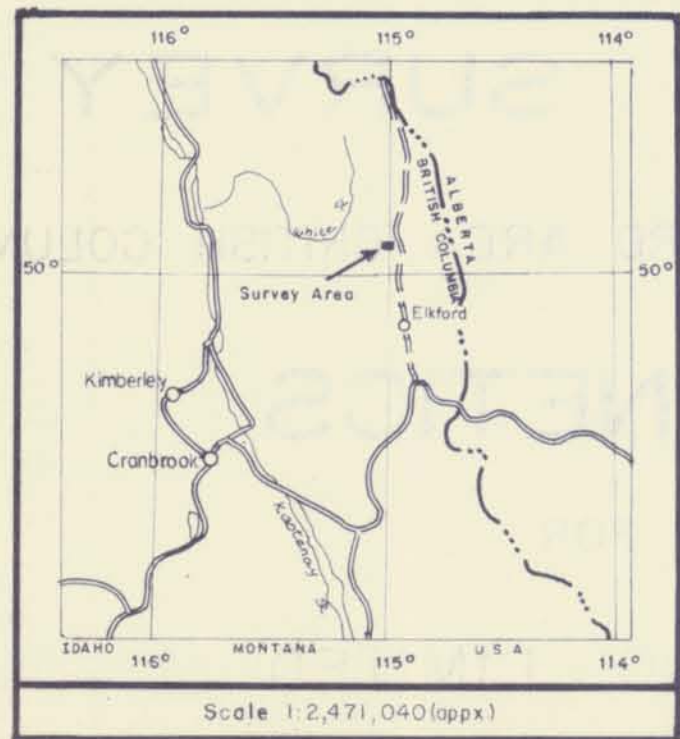 116° 115° 114°
ALBERTA
BRITISH COLUMBIA
White R
50° 50°
Survey Area
Elkford
Kimberley
Cranbrook
Kootenay R
IDAHO MONTANA U.S.A
116° 115° 114°
Scale 1:2,471,040 (appx)